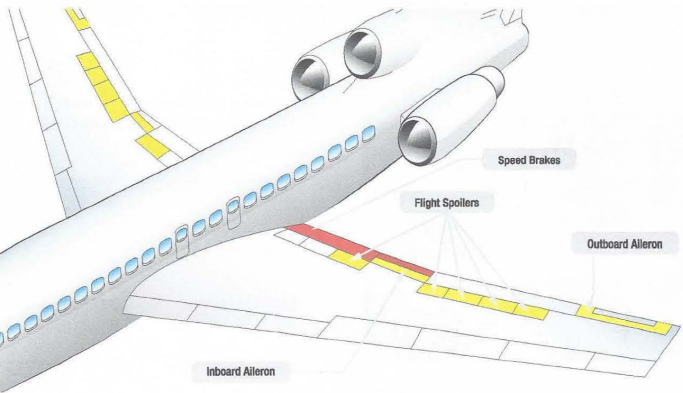 Speed Brakes
Flight Spoilers
Outboard Aileron
Inboard Aileron